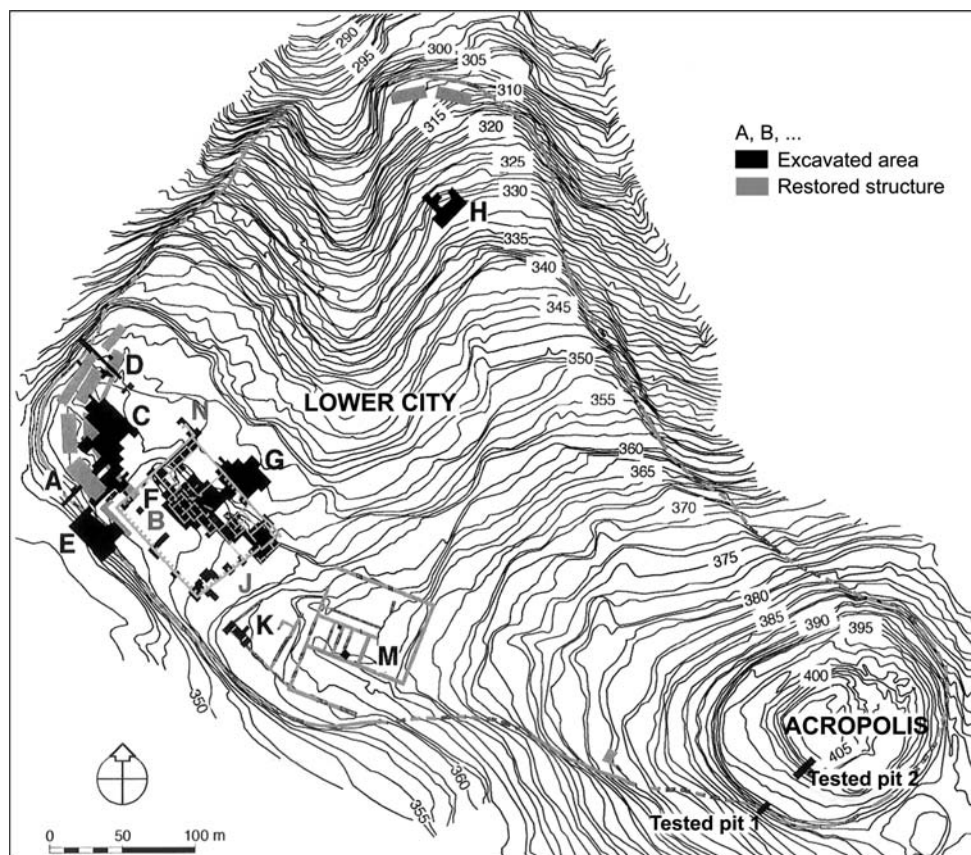 290
295
300
305
310
315
320
325
330
335
340
345
350
355
360
365
370
375
380
385
390
395
400
405
A, B, ...
Excavated area
Restored structure
H
D
C
N
G
A
F
B
E
J
K
M
LOWER CITY
ACROPOLIS
Tested pit 2
Tested pit 1
350
360
355
0 50 100 m